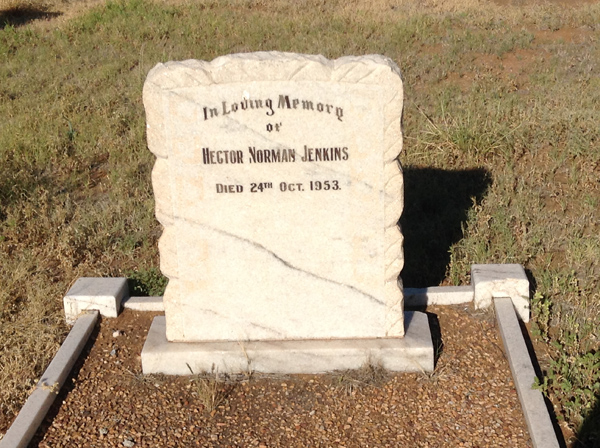 In Loving Memory
of
Hector Norman Jenkins
Died 24th Oct. 1953.